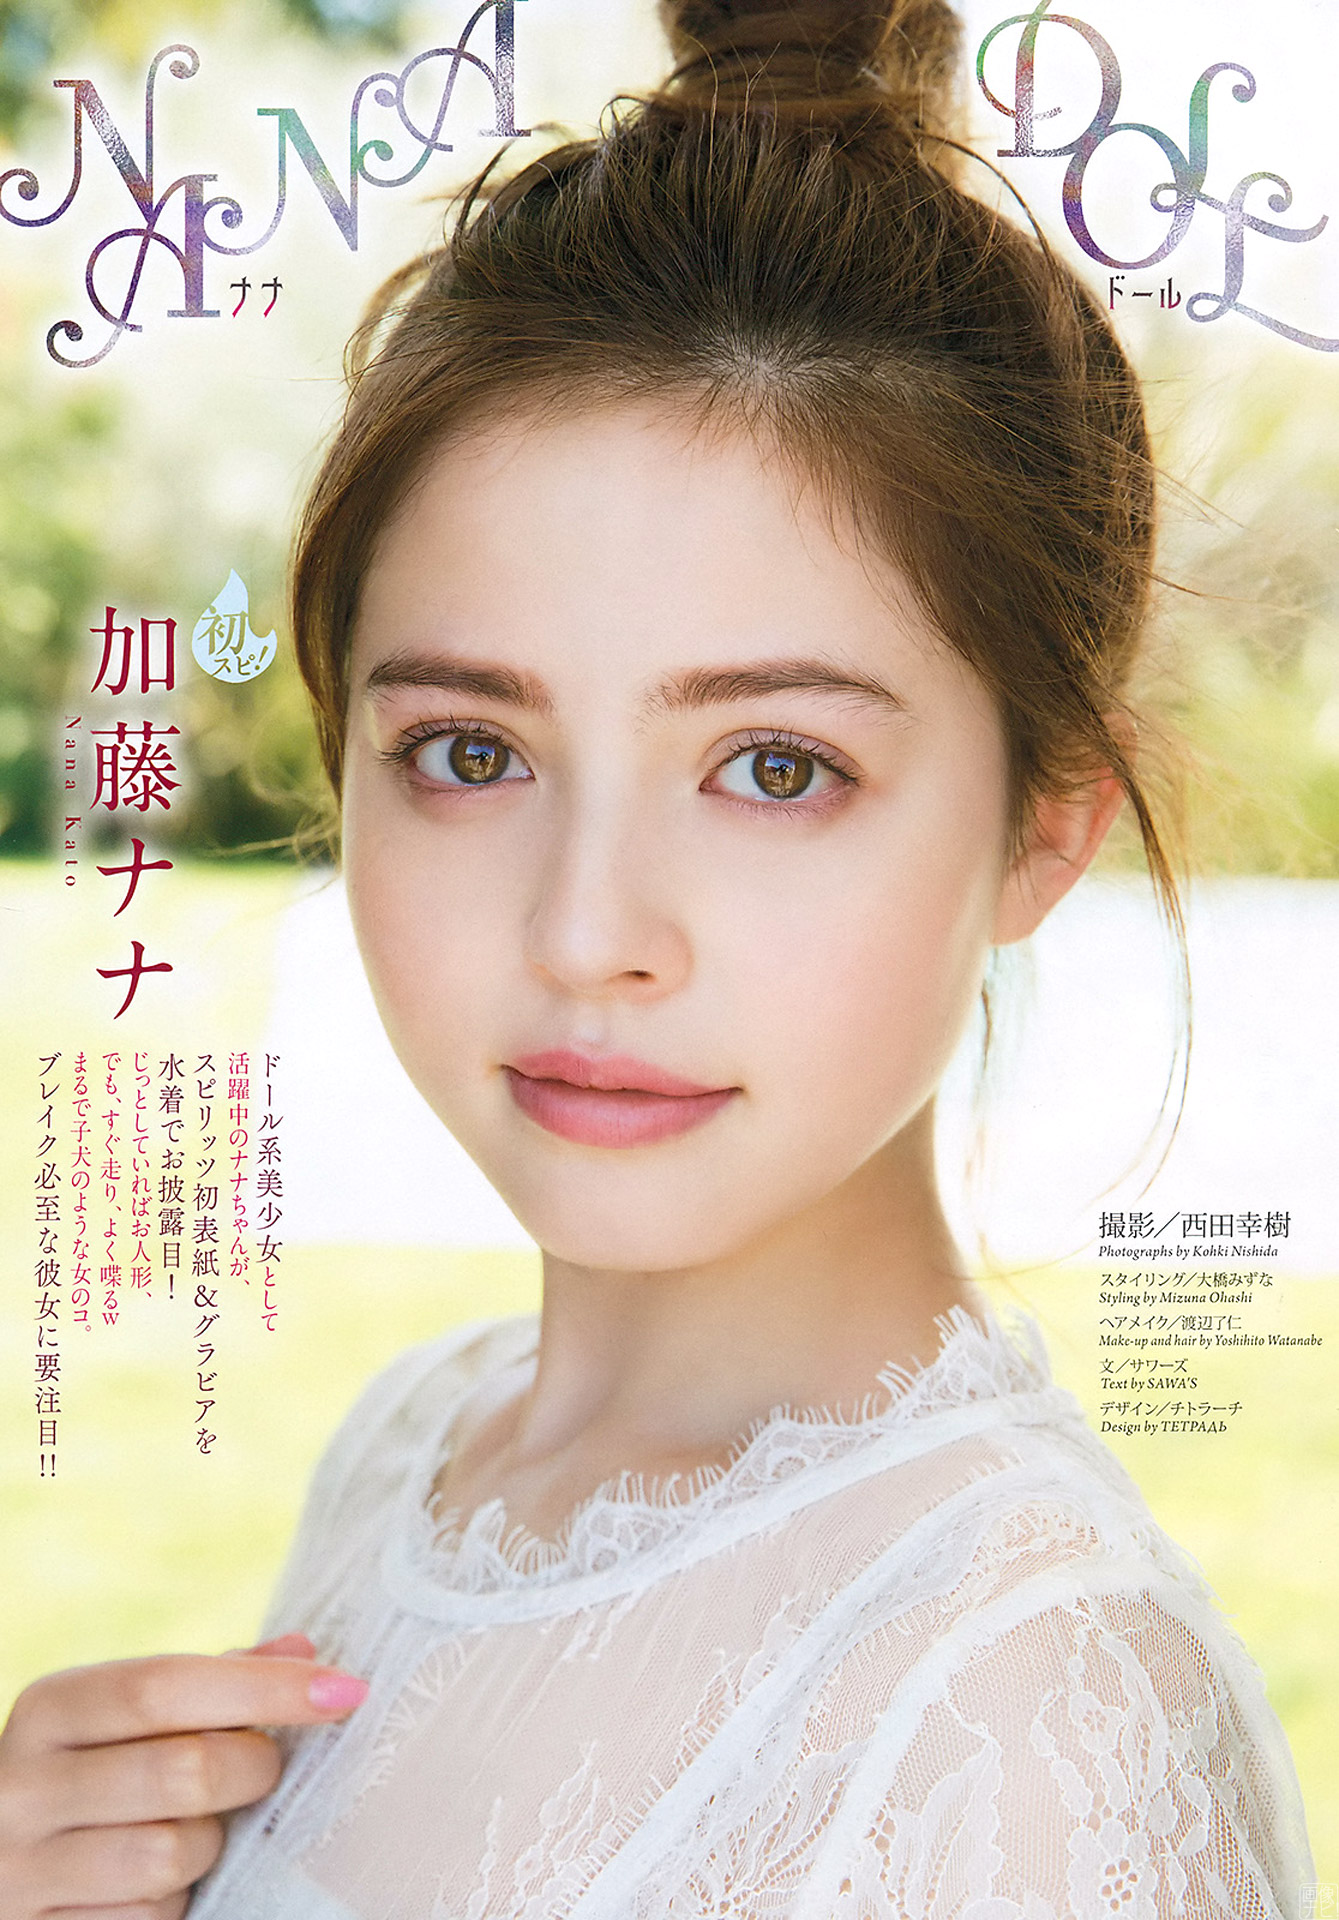 NANA
ナナ
DOLL
ドール
初
スピ!
加藤ナナ
Nana Kato
ドール系美少女として
活躍中のナナちゃんが、
スピリッツ初表紙&グラビアを
水着でお披露目!
じっとしていればお人形、
でも、すぐ走り、よく喋るw
まるで子犬のような女のコ。
ブレイク必至な彼女に要注目!!
撮影/西田幸樹
Photographs by Kohki Nishida
スタイリング/大橋みずな
Styling by Mizuna Ohashi
ヘアメイク/渡辺了仁
Make-up and hair by Yoshihito Watanabe
文/サワーズ
Text by SAWA'S
デザイン/チトラーチ
Design by ТЕТРАДЬ
画像
ナビ